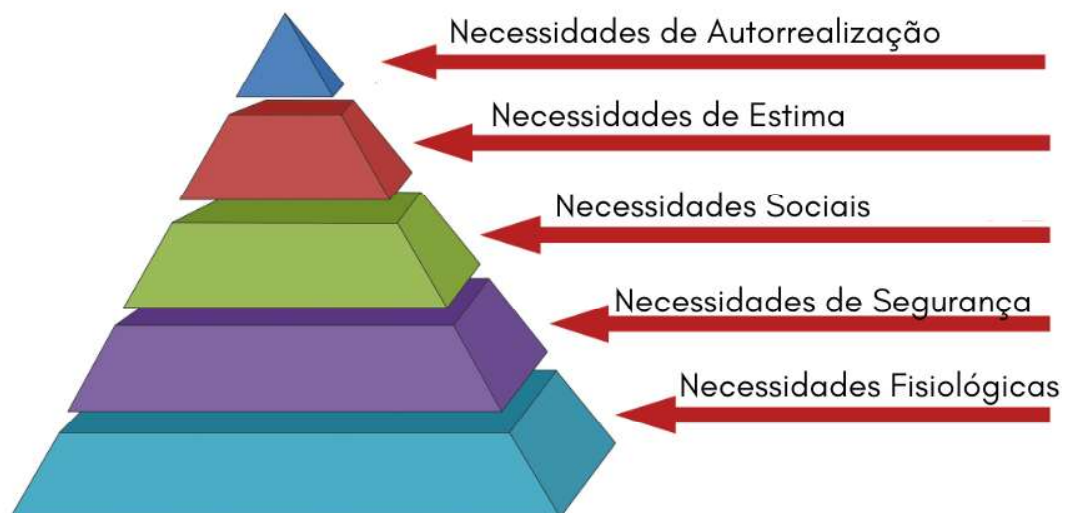 Necessidades de Autorrealização
Necessidades de Estima
Necessidades Sociais
Necessidades de Segurança
Necessidades Fisiológicas